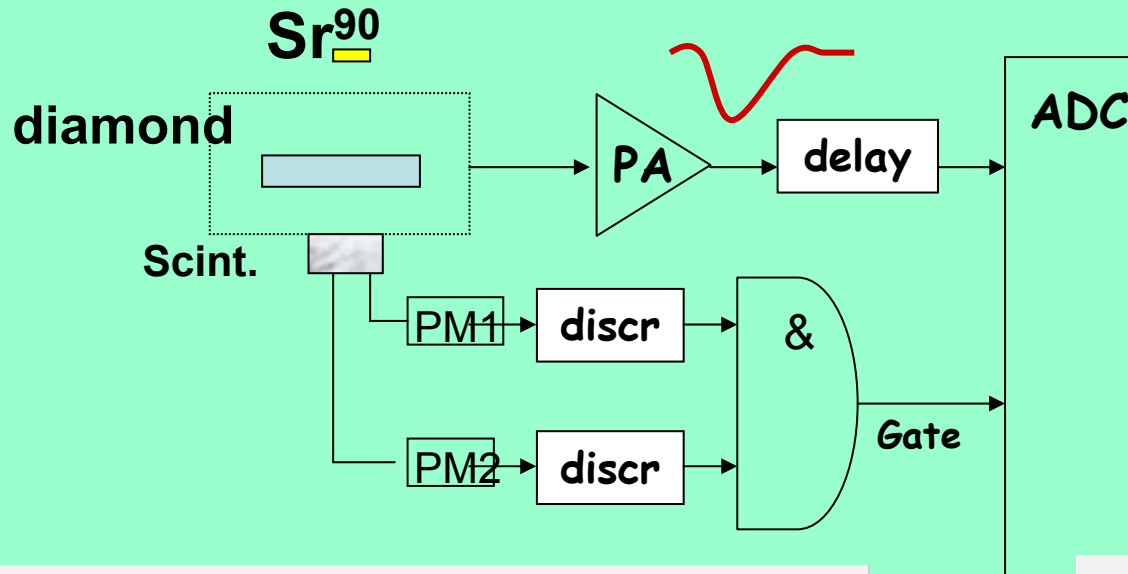 Sr90
diamond
ADC
PA
delay
Scint.
PM1
discr
&
Gate
PM2
discr